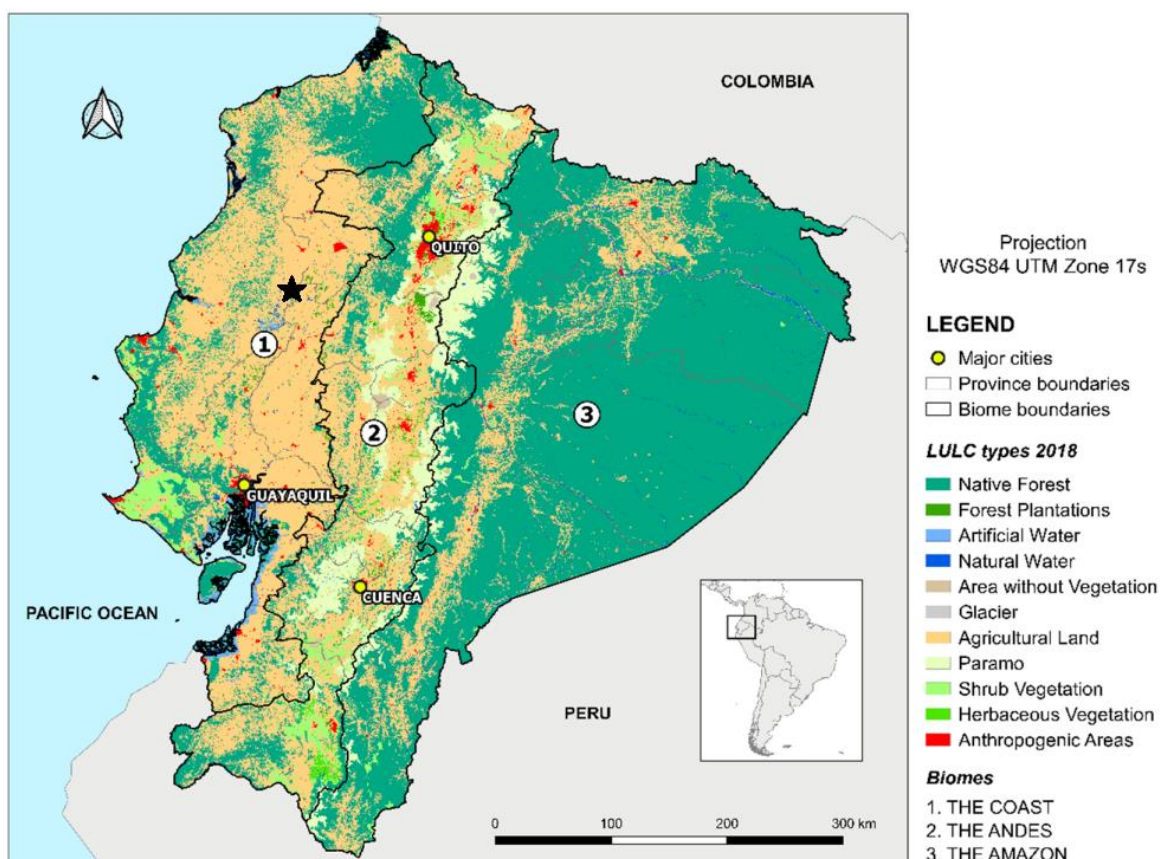 COLOMBIA
QUITO
1
3
2
GUAYAQUIL
CUENCA
PACIFIC OCEAN
PERU
0 100 200 300 km
Projection
WGS84 UTM Zone 17s
LEGEND
Major cities
Province boundaries
Biome boundaries
LULC types 2018
Native Forest
Forest Plantations
Artificial Water
Natural Water
Area without Vegetation
Glacier
Agricultural Land
Paramo
Shrub Vegetation
Herbaceous Vegetation
Anthropogenic Areas
Biomes
1. THE COAST
2. THE ANDES
3. THE AMAZON